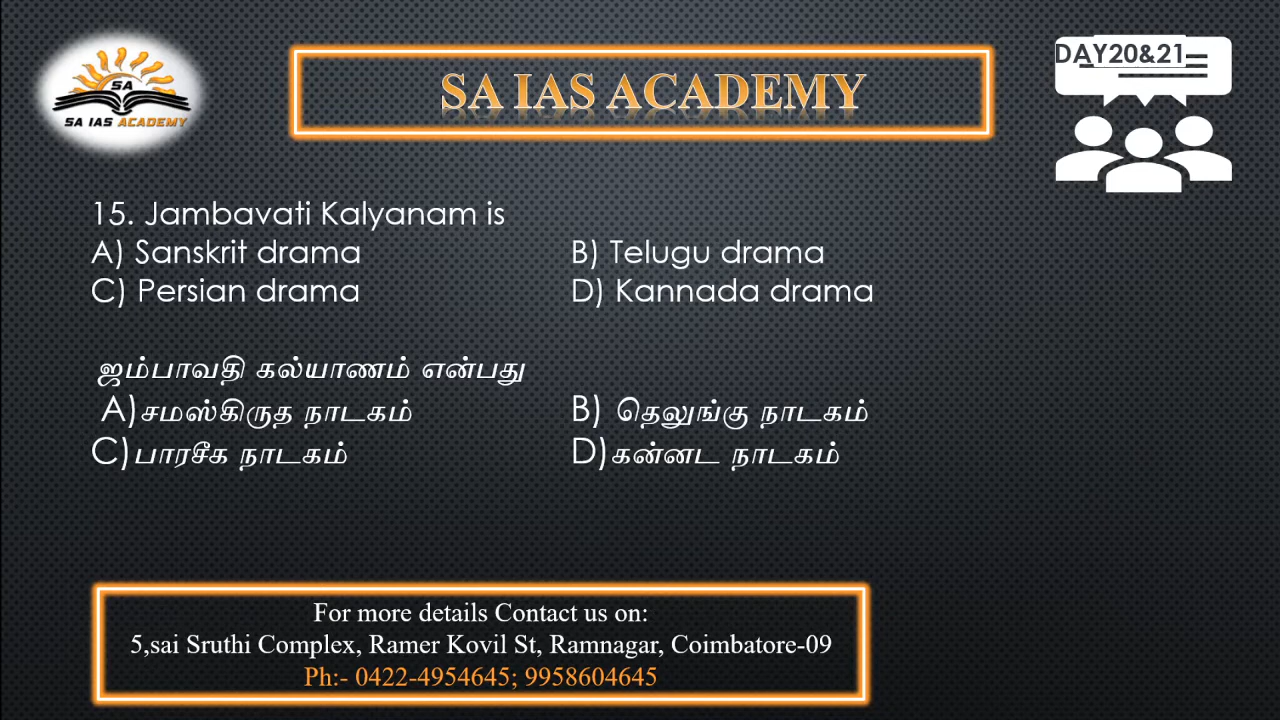 SA
SA IAS ACADEMY
SA IAS ACADEMY
DAY20&21
15. Jambavati Kalyanam is
A) Sanskrit drama B) Telugu drama
C) Persian drama D) Kannada drama
ஜம்பாவதி கல்யாணம் என்பது
A)சமஸ்கிருத நாடகம் B) தெலுங்கு நாடகம்
C)பாரசீக நாடகம் D)கன்னட நாடகம்
For more details Contact us on:
5,sai Sruthi Complex, Ramer Kovil St, Ramnagar, Coimbatore-09
Ph:- 0422-4954645; 9958604645